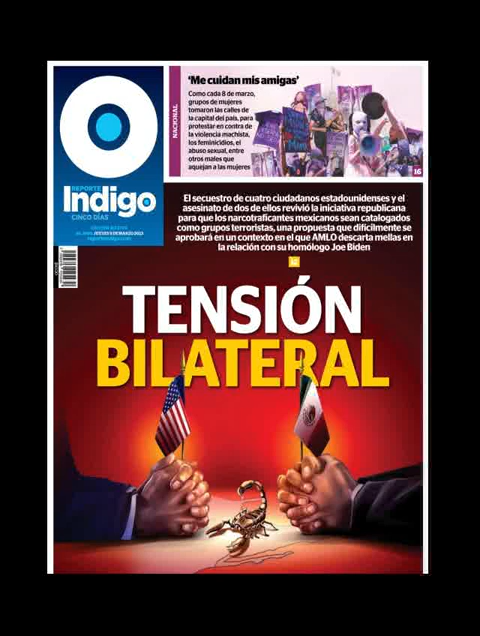 REPORTE
Indigo
CINCO DÍAS
reporteindigo.com
NACIONAL
'Me cuidan mis amigas'
Como cada 8 de marzo,
grupos de mujeres
tomaron las calles de
la capital del país, para
protestar en contra de
la violencia machista,
los feminicidios, el
abuso sexual, entre
otros males que
aquejan a las mujeres
16
El secuestro de cuatro ciudadanos estadounidenses y el
asesinato de dos de ellos revivió la iniciativa republicana
para que los narcotraficantes mexicanos sean catalogados
como grupos terroristas, una propuesta que difícilmente se
aprobará en un contexto en el que AMLO descarta mellas en
la relación con su homólogo Joe Biden
12
TENSIÓN
BILATERAL